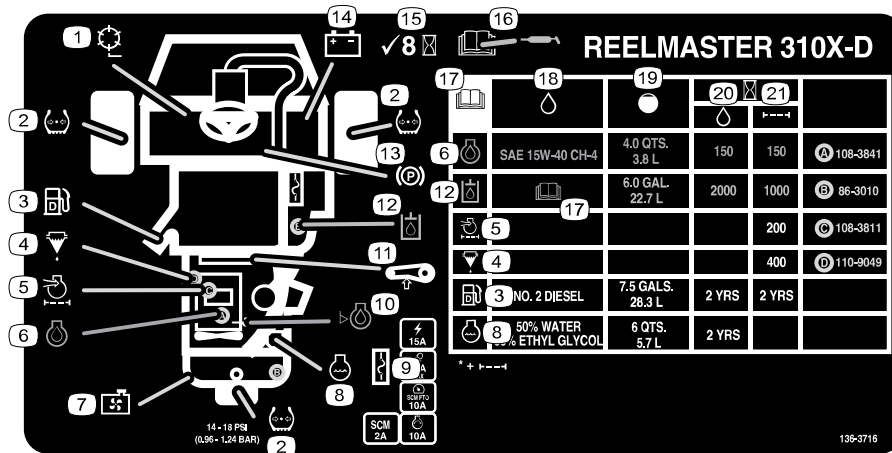 REELMASTER 310X-D
1
14
15
16
✓8
17
18
19
20
21
2
2
13
6
SAE 15W-40 CH-4
4.0 QTS.
3.8 L
150
150
A 108-3841
3
D
12
12
17
6.0 GAL.
22.7 L
2000
1000
B 86-3010
4
5
200
C 108-3811
5
11
4
400
D 110-9049
6
10
3
D
NO. 2 DIESEL
7.5 GALS.
28.3 L
2 YRS
2 YRS
C
A
8
50% WATER
% ETHYL GLYCOL
6 QTS.
5.7 L
2 YRS
15A
7
B
8
9
SCM PTO
10A
* +
14 - 18 PSI
(0.96 - 1.24 BAR)
2
SCM
2A
10A
136-3716
(P)